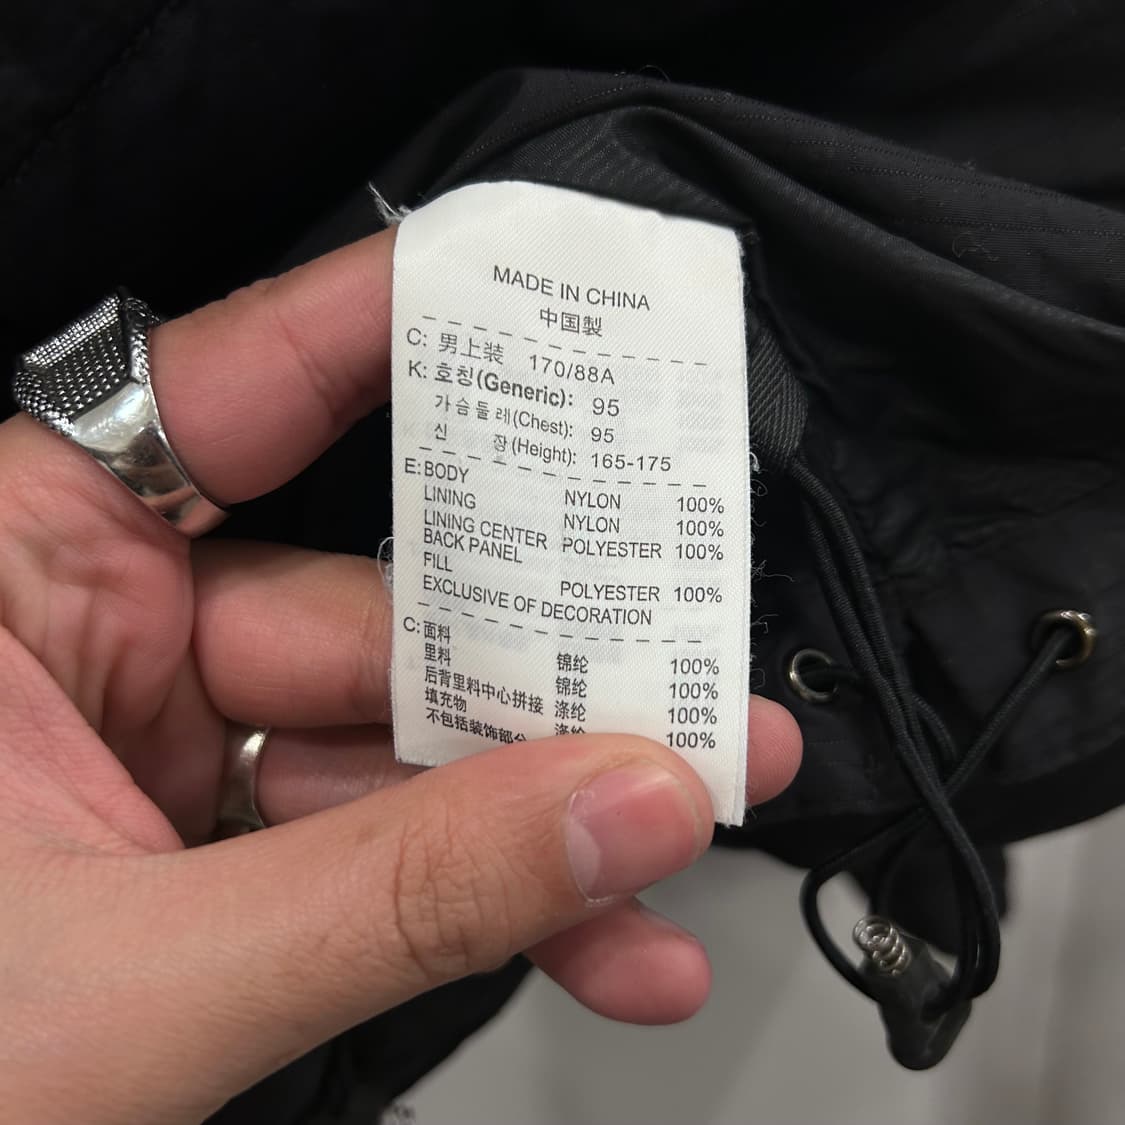 MADE IN CHINA
中国製
C: 男上装 170/88A
K: 호칭(Generic): 95
가슴둘레(Chest): 95
신 장(Height): 165-175
E: BODY NYLON 100%
LINING NYLON 100%
LINING CENTER POLYESTER 100%
BACK PANEL
FILL POLYESTER 100%
EXCLUSIVE OF DECORATION
C: 面料 锦纶 100%
里料 锦纶 100%
后背里料中心拼接 涤纶 100%
填充物 涤纶 100%
不包括装饰部分